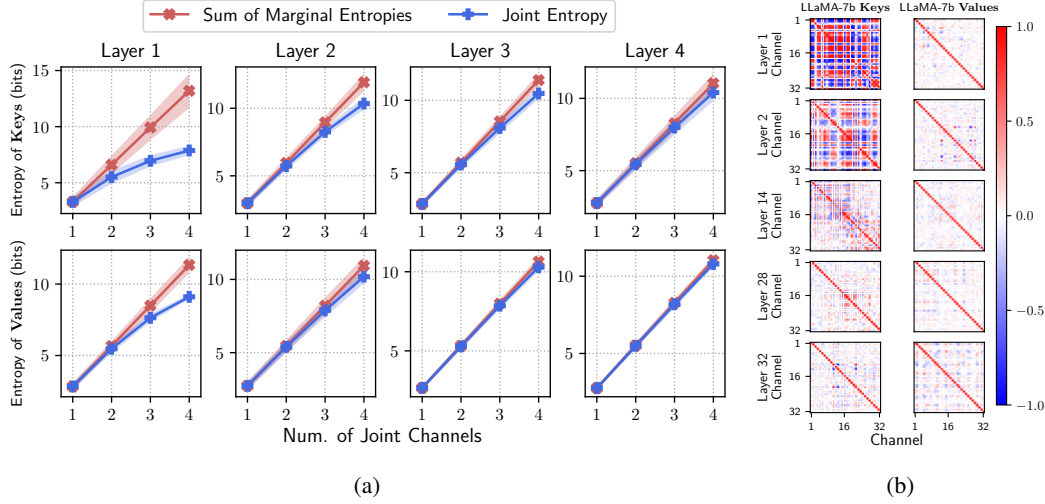 Sum of Marginal Entropies Joint Entropy
Layer 1 Layer 2 Layer 3 Layer 4
Entropy of Keys (bits)
15
10
5
1 2 3 4
10
5
1 2 3 4
10
5
1 2 3 4
10
5
1 2 3 4
Entropy of Values (bits)
10
5
1 2 3 4
10
5
1 2 3 4
10
5
1 2 3 4
10
5
1 2 3 4
Num. of Joint Channels
(a)
LLaMA-7b Keys LLaMA-7b Values
Layer 1
Channel
1
16
32
Layer 2
Channel
1
16
32
Layer 14
Channel
1
16
32
Layer 28
Channel
1
16
32
Layer 32
Channel
1
16
32
1 16 32 1 16 32
Channel
1.0
0.5
0.0
−0.5
−1.0
(b)